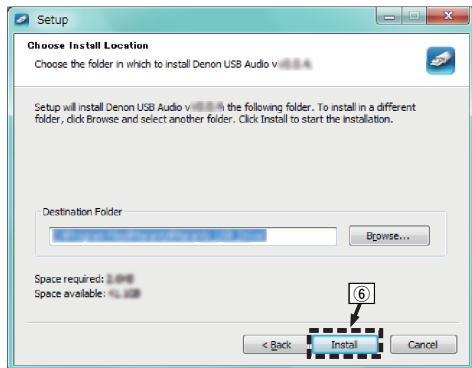 Setup
Choose Install Location
Choose the folder in which to install Denon USB Audio v
Setup will install Denon USB Audio v the following folder. To install in a different
folder, click Browse and select another folder. Click Install to start the installation.
Destination Folder
Browse...
Space required:
Space available:
⑥
< Back
Install
Cancel